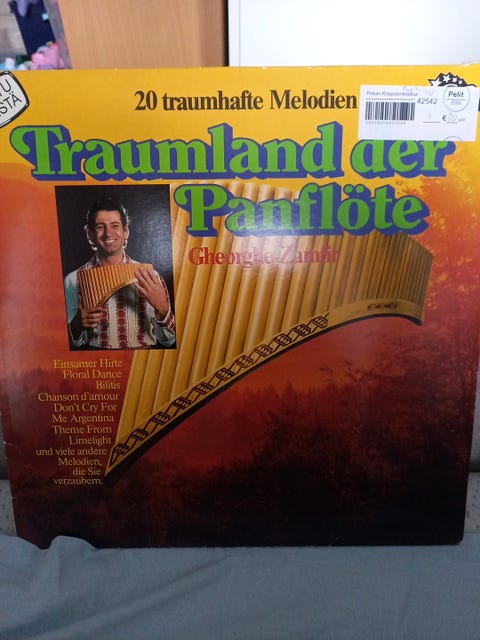 20 traumhafte Melodien
Traumland der
Panflöte
Gheorghe Zamfir
Pelit
42542
€
Einsamer Hirte
Floral Dance
Bilitis
Chanson d'amour
Don't Cry For
Me Argentina
Theme From
Limelight
und viele andere
Melodien,
die Sie
verzaubern.